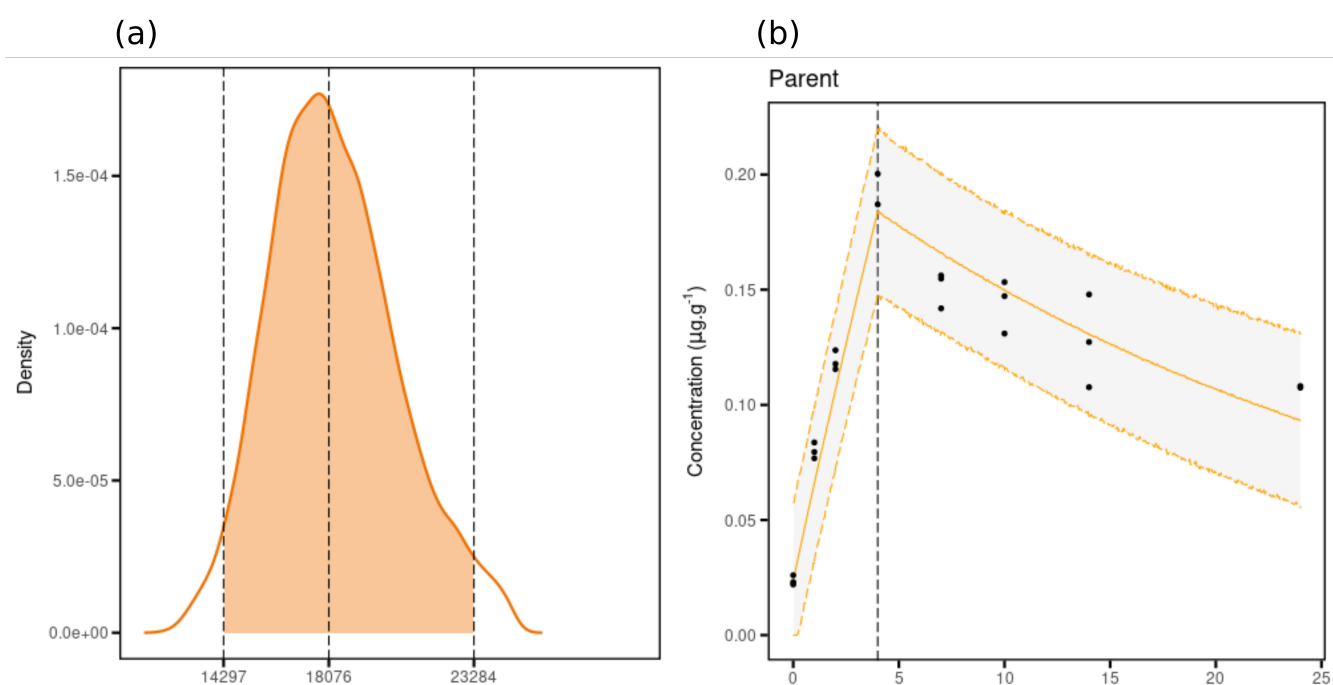 (a)
(b)
Density
1.5e-04
1.0e-04
5.0e-05
0.0e+00
14297 18076 23284
Parent
Concentration (µg.g⁻¹)
0.20
0.15
0.10
0.05
0.00
0 5 10 15 20 25